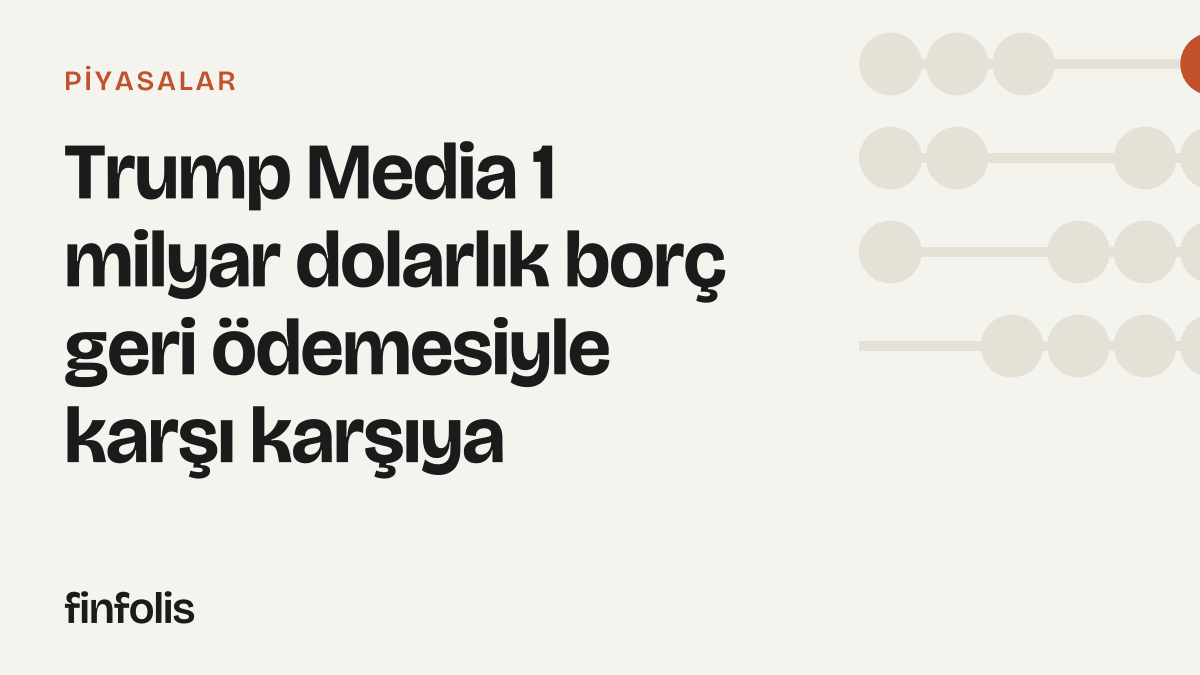 PİYASALAR
Trump Media 1
milyar dolarlık borç
geri ödemesiyle
karşı karşıya
finfolis